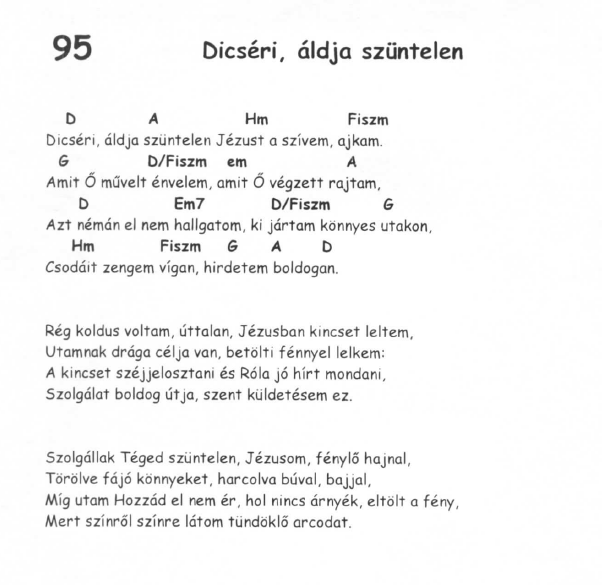 95 Dicséri, áldja szüntelen
D A Hm Fiszm
Dicséri, áldja szüntelen Jézust a szívem, ajkam.
G D/Fiszm em A
Amit Ő művelt énvelem, amit Ő végzett rajtam,
D Em7 D/Fiszm G
Azt némán el nem hallgatom, ki jártam könnyes utakon,
Hm Fiszm G A D
Csodáit zengem vígan, hirdetem boldogan.
Rég koldus voltam, úttalan, Jézusban kincset leltem,
Utamnak drága célja van, betölti fénnyel lelkem:
A kincset széjjelosztani és Róla jó hírt mondani,
Szolgálat boldog útja, szent küldetésem ez.
Szolgállak Téged szüntelen, Jézusom, fénylő hajnal,
Törölve fájó könnyeket, harcolva búval, bajjal,
Míg utam Hozzád el nem ér, hol nincs árnyék, eltölt a fény,
Mert színről színre látom tündöklő arcodat.